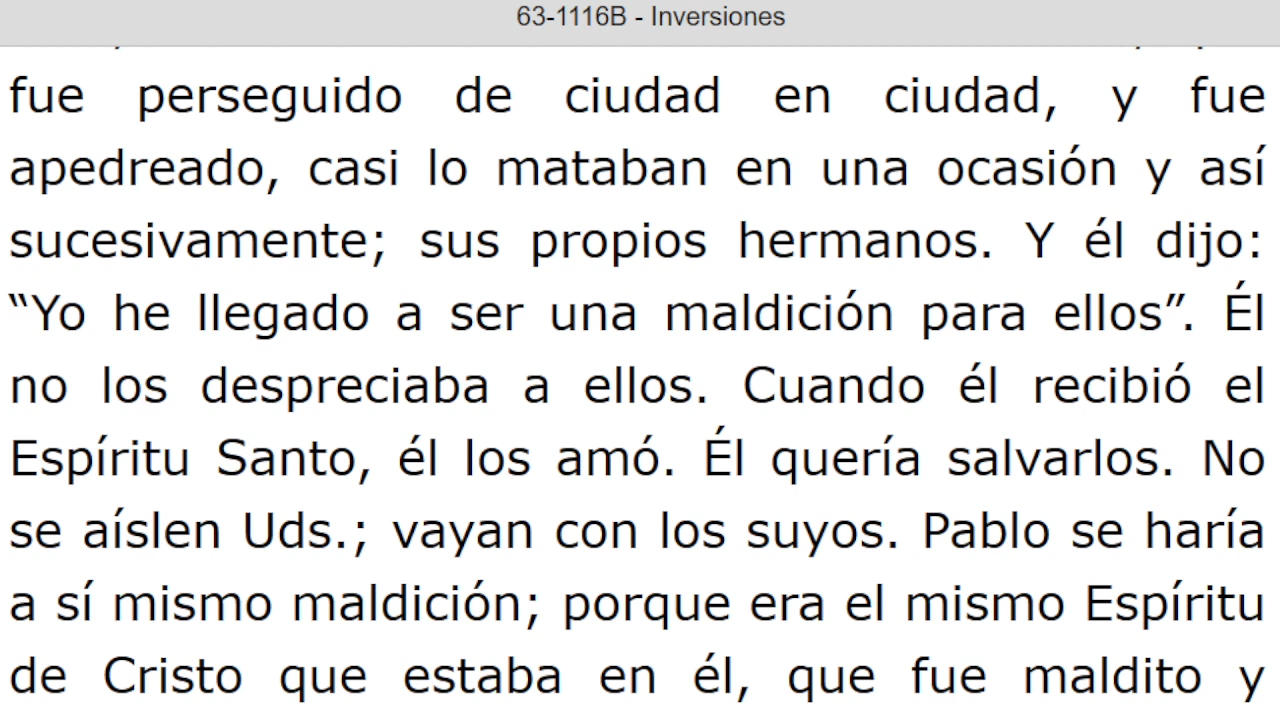 63-1116B - Inversiones
fue perseguido de ciudad en ciudad, y fue
apedreado, casi lo mataban en una ocasión y así
sucesivamente; sus propios hermanos. Y él dijo:
“Yo he llegado a ser una maldición para ellos”. Él
no los despreciaba a ellos. Cuando él recibió el
Espíritu Santo, él los amó. Él quería salvarlos. No
se aíslen Uds.; vayan con los suyos. Pablo se haría
a sí mismo maldición; porque era el mismo Espíritu
de Cristo que estaba en él, que fue maldito y